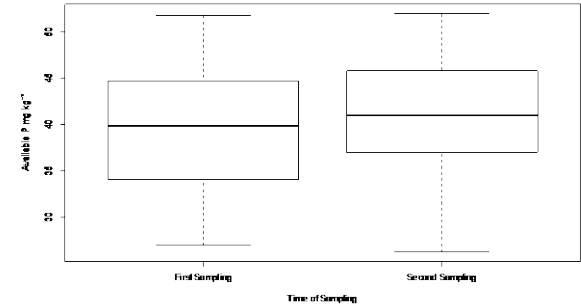 Available P mg kg⁻¹
50
45
40
35
30
First Sampling
Second Sampling
Time of Sampling